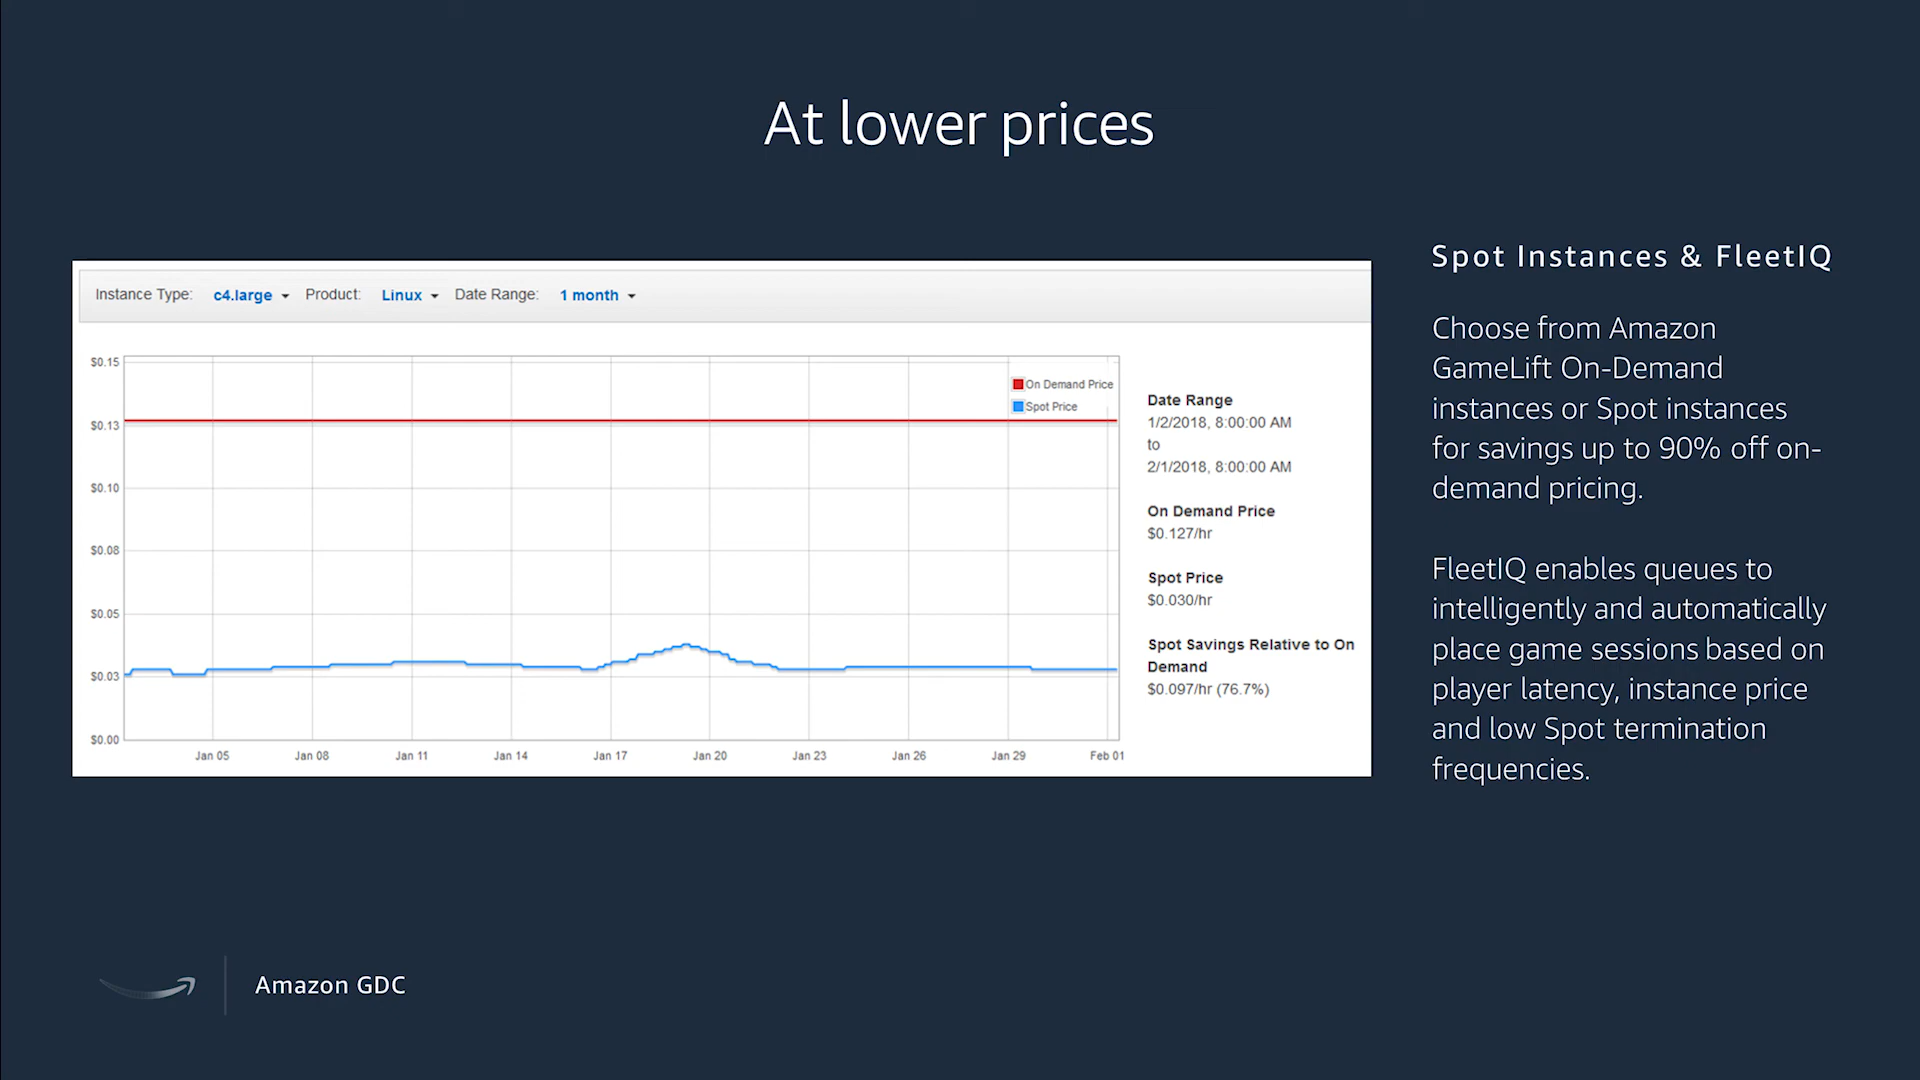 At lower prices
Instance Type: c4.large Product: Linux Date Range: 1 month
$0.15
$0.13
$0.10
$0.08
$0.05
$0.03
$0.00
On Demand Price
Spot Price
Jan 05 Jan 08 Jan 11 Jan 14 Jan 17 Jan 20 Jan 23 Jan 26 Jan 29 Feb 01
Date Range
1/2/2018, 8:00:00 AM
to
2/1/2018, 8:00:00 AM
On Demand Price
$0.127/hr
Spot Price
$0.030/hr
Spot Savings Relative to On
Demand
$0.097/hr (76.7%)
Spot Instances & FleetIQ
Choose from Amazon
GameLift On-Demand
instances or Spot instances
for savings up to 90% off on-
demand pricing.
FleetIQ enables queues to
intelligently and automatically
place game sessions based on
player latency, instance price
and low Spot termination
frequencies.
Amazon GDC